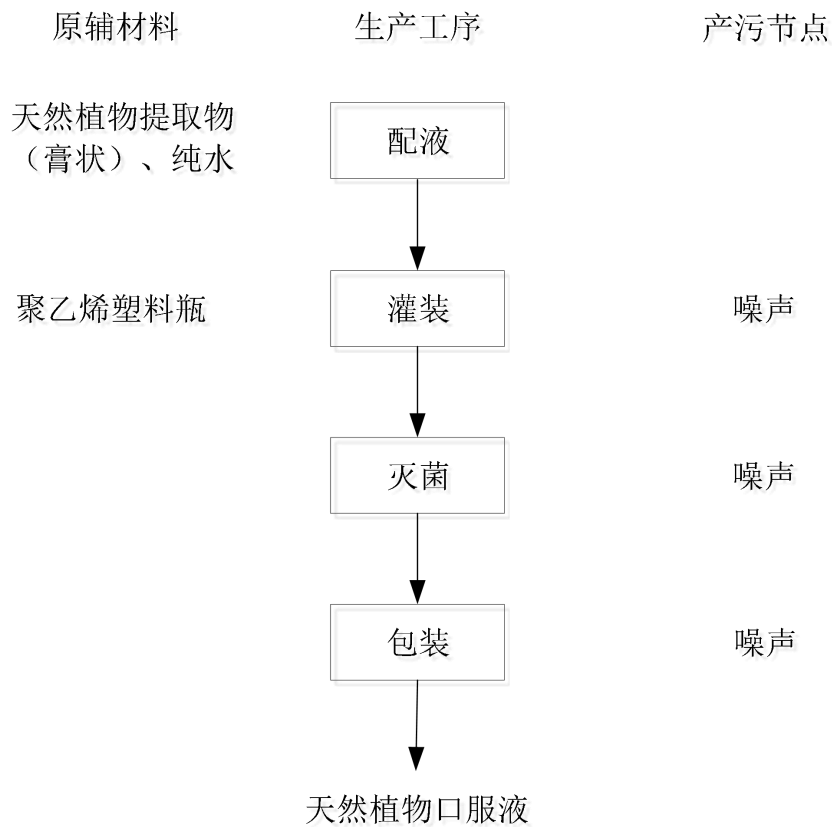 原辅材料 生产工序 产污节点
天然植物提取物
（膏状）、纯水
配液
聚乙烯塑料瓶 灌装 噪声
灭菌 噪声
包装 噪声
天然植物口服液